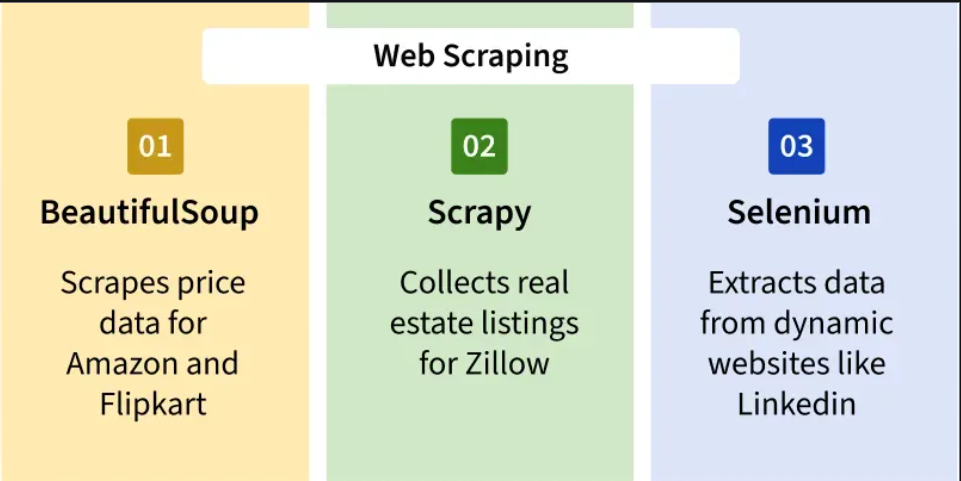 Web Scraping
01
BeautifulSoup
Scrapes price
data for
Amazon and
Flipkart
02
Scrapy
Collects real
estate listings
for Zillow
03
Selenium
Extracts data
from dynamic
websites like
Linkedin